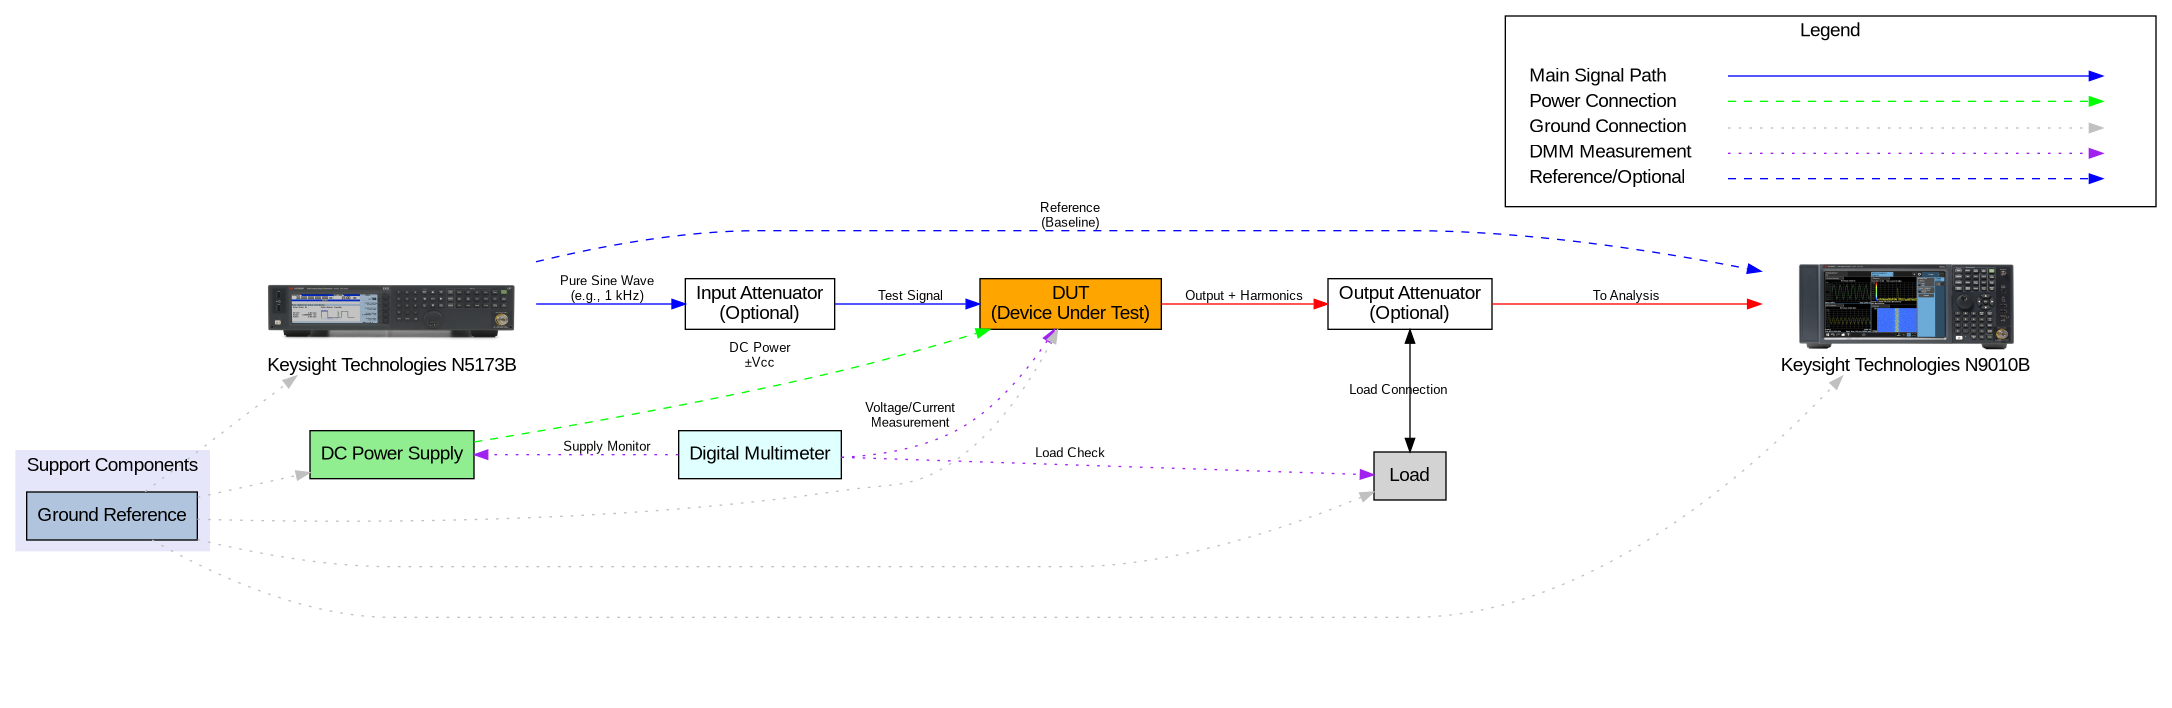 Legend
Main Signal Path
Power Connection
Ground Connection
DMM Measurement
Reference/Optional
Reference
(Baseline)
Pure Sine Wave
(e.g., 1 kHz)
Input Attenuator
(Optional)
Test Signal
DUT
(Device Under Test)
Output + Harmonics
Output Attenuator
(Optional)
To Analysis
Keysight Technologies N5173B
Keysight Technologies N9010B
DC Power
±Vcc
Load Connection
Voltage/Current
Measurement
DC Power Supply
Supply Monitor
Digital Multimeter
Load Check
Load
Support Components
Ground Reference